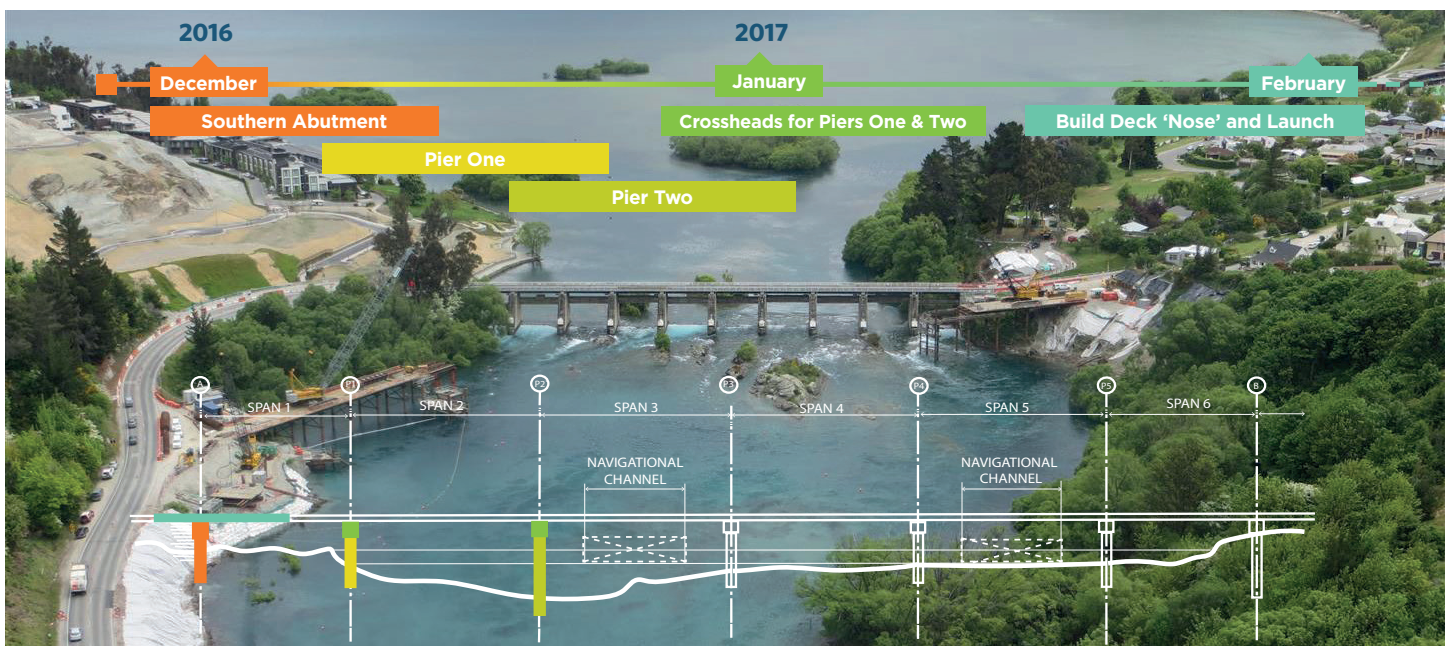 2016
2017
December
January
February
Southern Abutment
Crossheads for Piers One & Two
Build Deck ‘Nose’ and Launch
Pier One
Pier Two
A
P1
P2
P3
P4
P5
B
SPAN 1
SPAN 2
SPAN 3
SPAN 4
SPAN 5
SPAN 6
NAVIGATIONAL
CHANNEL
NAVIGATIONAL
CHANNEL